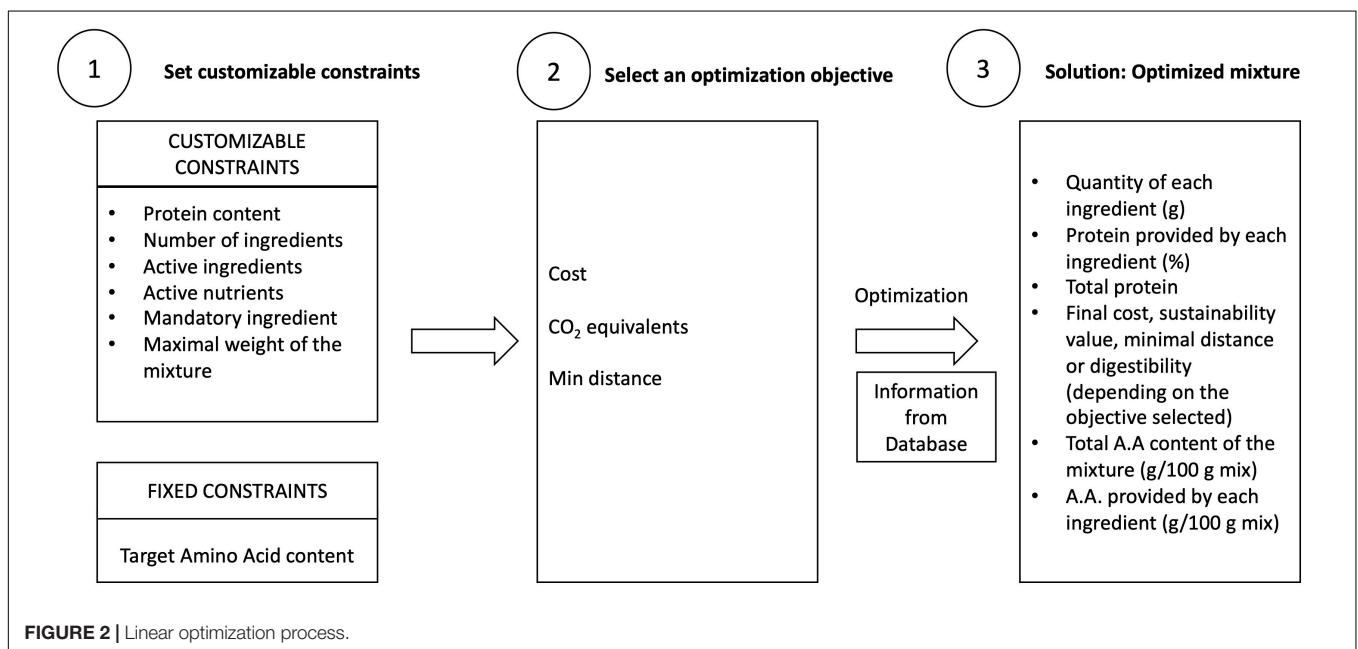 1
Set customizable constraints
CUSTOMIZABLE
CONSTRAINTS
• Protein content
• Number of ingredients
• Active ingredients
• Active nutrients
• Mandatory ingredient
• Maximal weight of the
mixture
FIXED CONSTRAINTS
Target Amino Acid content
2
Select an optimization objective
Cost
CO₂ equivalents
Min distance
Optimization
Information
from
Database
3
Solution: Optimized mixture
• Quantity of each
ingredient (g)
• Protein provided by each
ingredient (%)
• Total protein
• Final cost, sustainability
value, minimal distance
or digestibility
(depending on the
objective selected)
• Total A.A content of the
mixture (g/100 g mix)
• A.A. provided by each
ingredient (g/100 g mix)
FIGURE 2 | Linear optimization process.